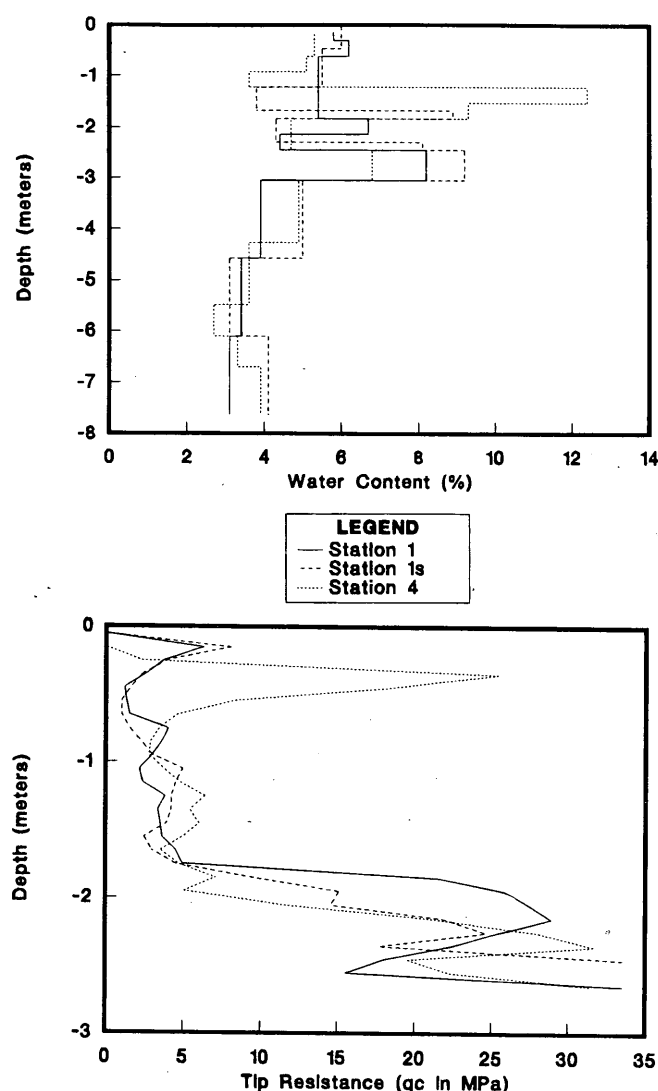 0
-1
-2
-3
-4
-5
-6
-7
-8
Depth (meters)
0 2 4 6 8 10 12 14
Water Content (%)
LEGEND
Station 1
Station 1s
Station 4
0
-1
-2
-3
Depth (meters)
0 5 10 15 20 25 30 35
Tip Resistance (qc in MPa)